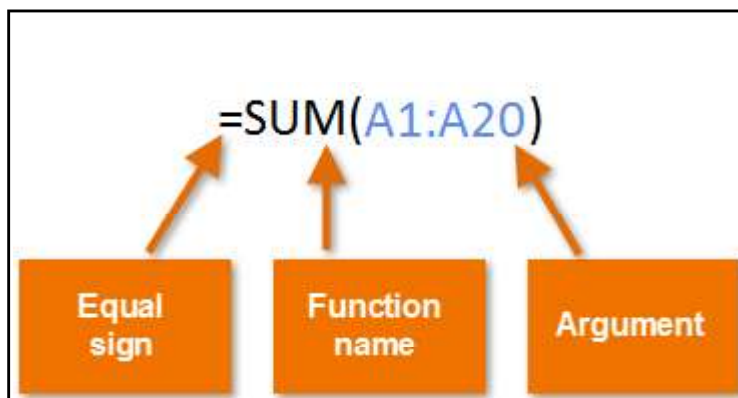 =SUM(A1:A20)
Equal
sign
Function
name
Argument